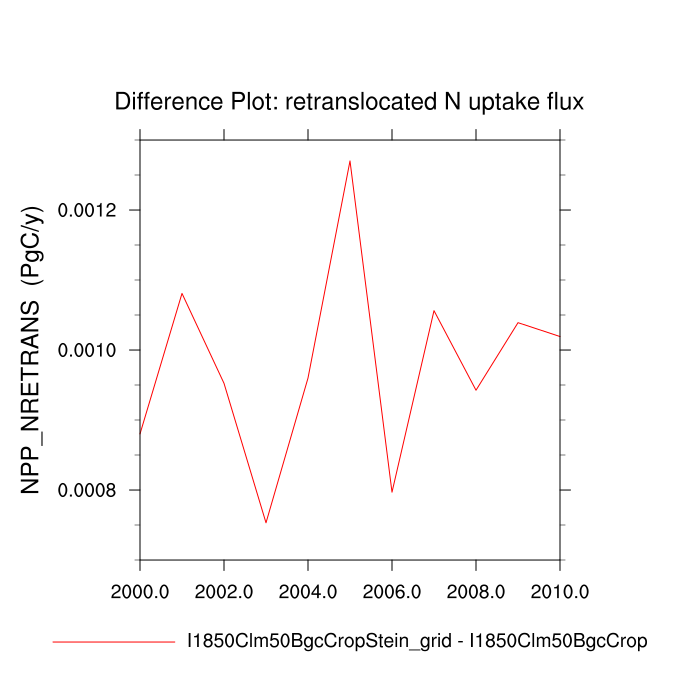 Difference Plot: retranslocated N uptake flux
NPP_NRETRANS (PgC/y)
0.0012
0.0010
0.0008
2000.0 2002.0 2004.0 2006.0 2008.0 2010.0
I1850Clm50BgcCropStein_grid - I1850Clm50BgcCrop